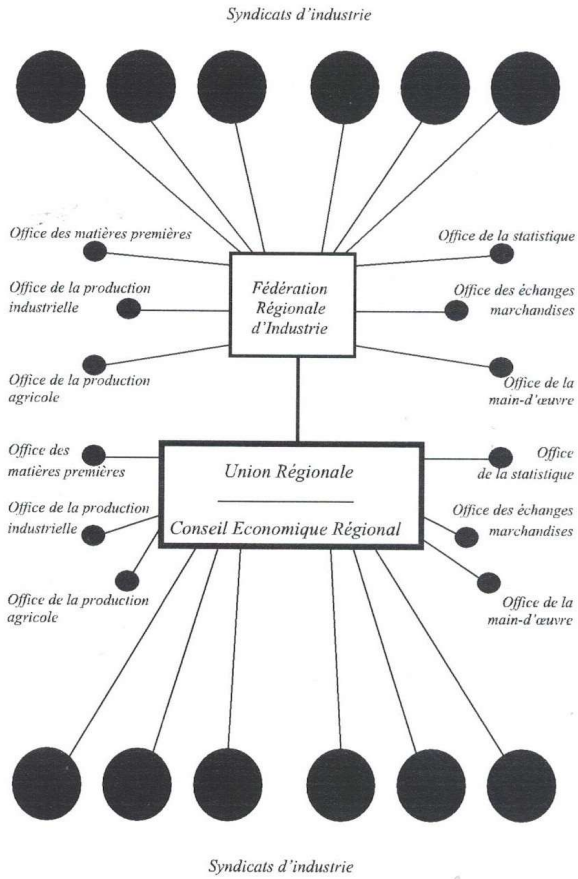 Syndicats d'industrie
Office des matières premières
Office de la statistique
Office de la production
industrielle
Fédération
Régionale
d'Industrie
Office des échanges
marchandises
Office de la production
agricole
Office de la
main-d'œuvre
Office des
matières premières
Office
de la statistique
Union Régionale
Office de la production
industrielle
Conseil Economique Régional
Office des échanges
marchandises
Office de la production
agricole
Office de la
main-d'œuvre
Syndicats d'industrie